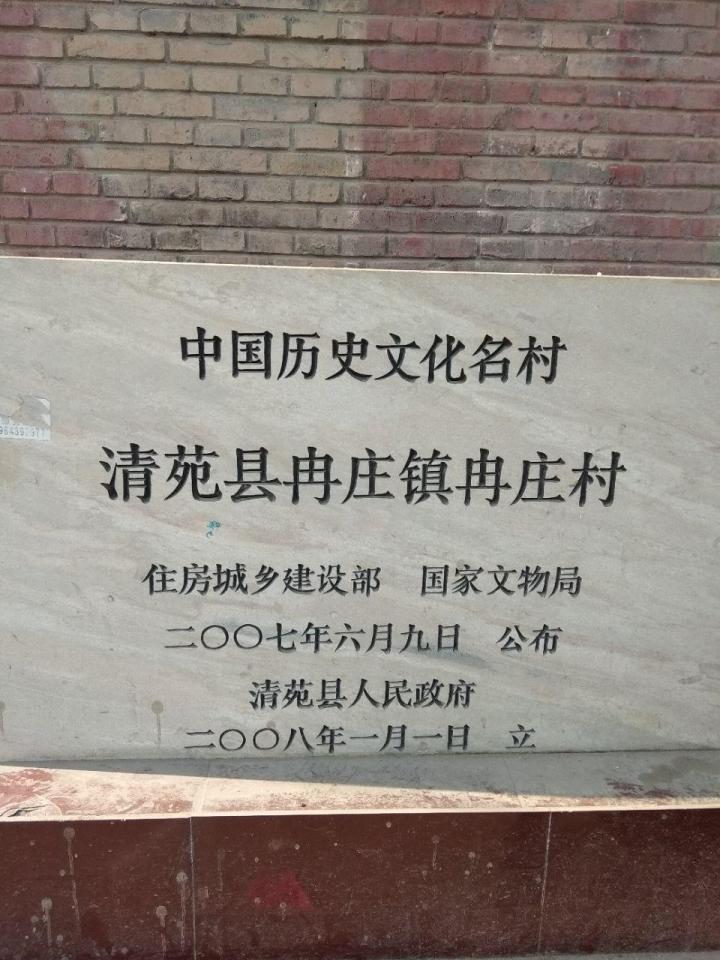 中国历史文化名村
清苑县冉庄镇冉庄村
住房城乡建设部 国家文物局
二〇〇七年六月九日 公布
清苑县人民政府
二〇〇八年一月一日 立